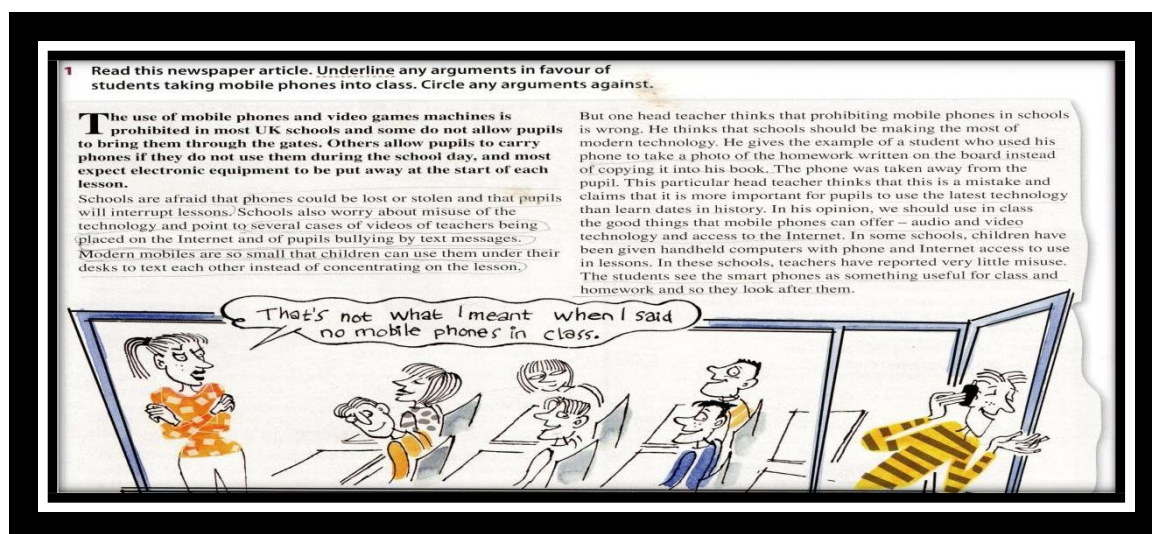 1 Read this newspaper article. Underline any arguments in favour of
students taking mobile phones into class. Circle any arguments against.
The use of mobile phones and video games machines is
prohibited in most UK schools and some do not allow pupils
to bring them through the gates. Others allow pupils to carry
phones if they do not use them during the school day, and most
expect electronic equipment to be put away at the start of each
lesson.
Schools are afraid that phones could be lost or stolen and that pupils
will interrupt lessons. Schools also worry about misuse of the
technology and point to several cases of videos of teachers being
placed on the Internet and of pupils bullying by text messages.
Modern mobiles are so small that children can use them under their
desks to text each other instead of concentrating on the lesson.
But one head teacher thinks that prohibiting mobile phones in schools
is wrong. He thinks that schools should be making the most of
modern technology. He gives the example of a student who used his
phone to take a photo of the homework written on the board instead
of copying it into his book. The phone was taken away from the
pupil. This particular head teacher thinks that this is a mistake and
claims that it is more important for pupils to use the latest technology
than learn dates in history. In his opinion, we should use in class
the good things that mobile phones can offer – audio and video
technology and access to the Internet. In some schools, children have
been given handheld computers with phone and Internet access to use
in lessons. In these schools, teachers have reported very little misuse.
The students see the smart phones as something useful for class and
homework and so they look after them.
That's not what I meant when I said
no mobile phones in class.